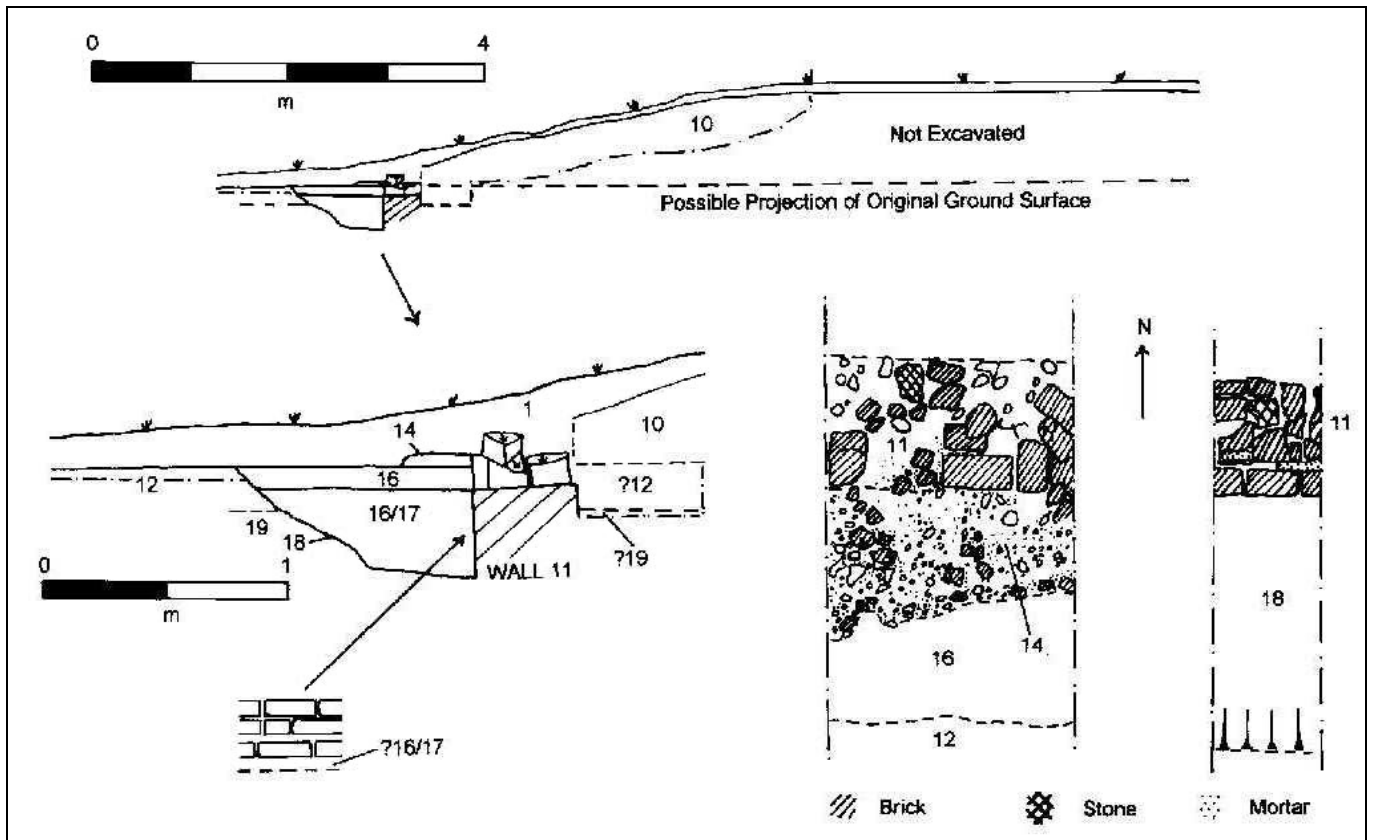 0 4
m
10
Not Excavated
Possible Projection of Original Ground Surface
1
14
10
16
12
?12
16/17
19
18
?19
WALL 11
0 1
m
?16/17
N
11
11
18
14
16
12
Brick Stone Mortar